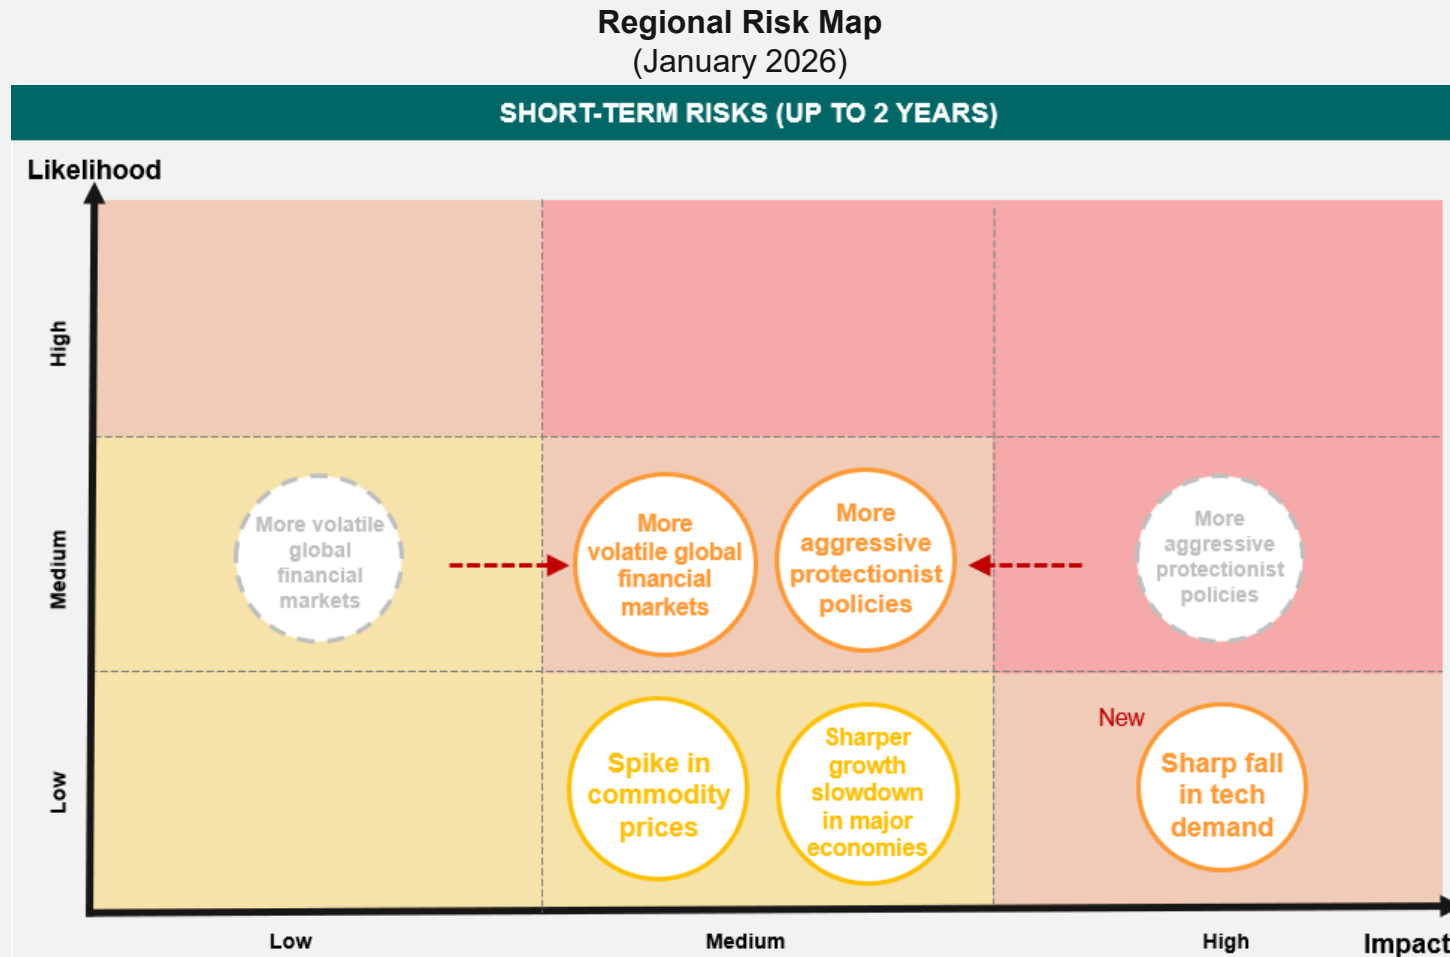 Regional Risk Map
(January 2026)
SHORT-TERM RISKS (UP TO 2 YEARS)
Likelihood
High
Medium
Low
More volatile
global
financial
markets
More
volatile global
financial
markets
More
aggressive
protectionist
policies
More
aggressive
protectionist
policies
Spike in
commodity
prices
Sharper
growth
slowdown
in major
economies
New
Sharp fall
in tech
demand
Low
Medium
High
Impact